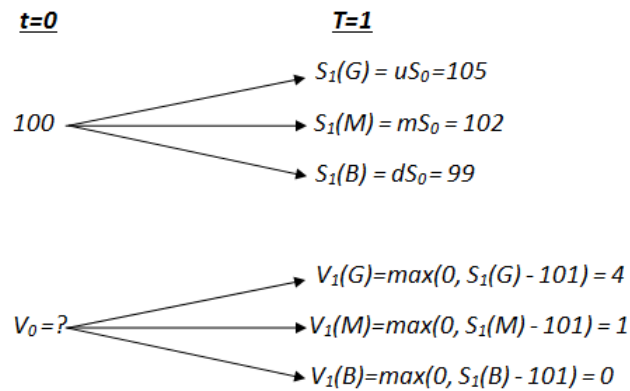 t=0 T=1
S₁(G) = uS₀=105
100 S₁(M) = mS₀ = 102
S₁(B) = dS₀ = 99
V₁(G)=max(0, S₁(G) - 101) = 4
V₀ =? V₁(M)=max(0, S₁(M) - 101) = 1
V₁(B)=max(0, S₁(B) - 101) = 0